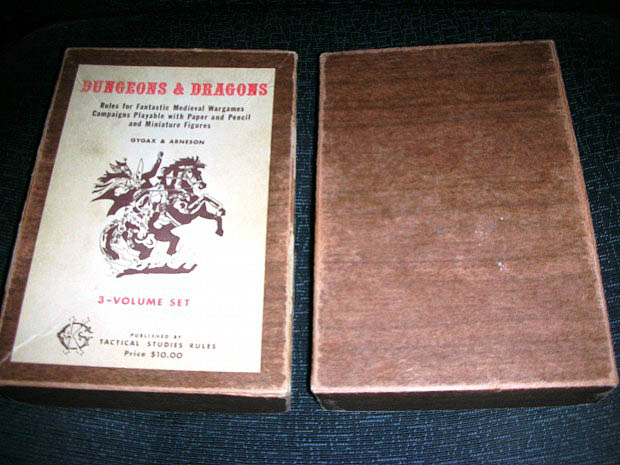 DUNGEONS & DRAGONS
Rules for Fantastic Medieval Wargames
Campaigns Playable with Paper and Pencil
and Miniature Figures
GYGAX & ARNESON
3-VOLUME SET
PUBLISHED BY
TACTICAL STUDIES RULES
Price $10.00